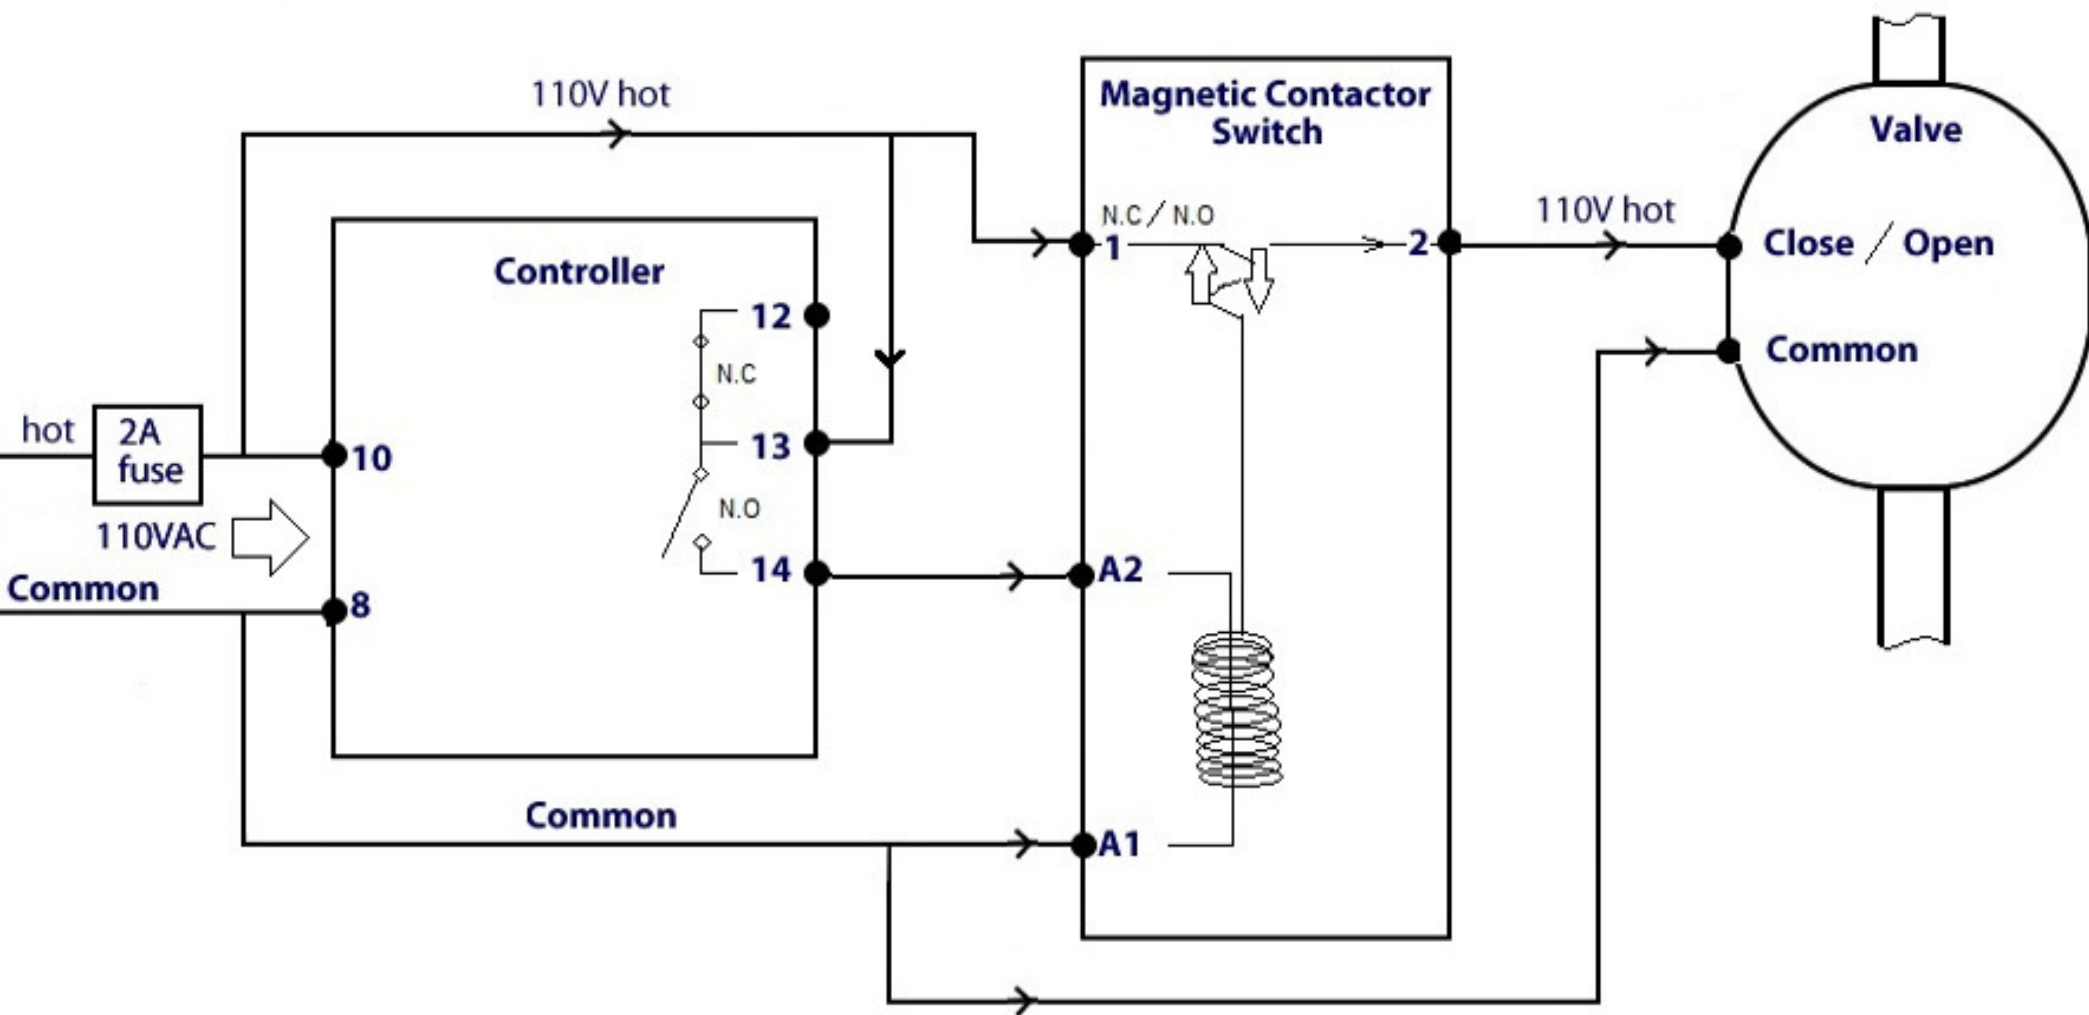 110V hot
Magnetic Contactor
Switch
Valve
N.C / N.O
1
2
110V hot
Close / Open
Controller
12
N.C
13
Common
hot
2A
fuse
10
N.O
110VAC
14
A2
Common
8
Common
A1